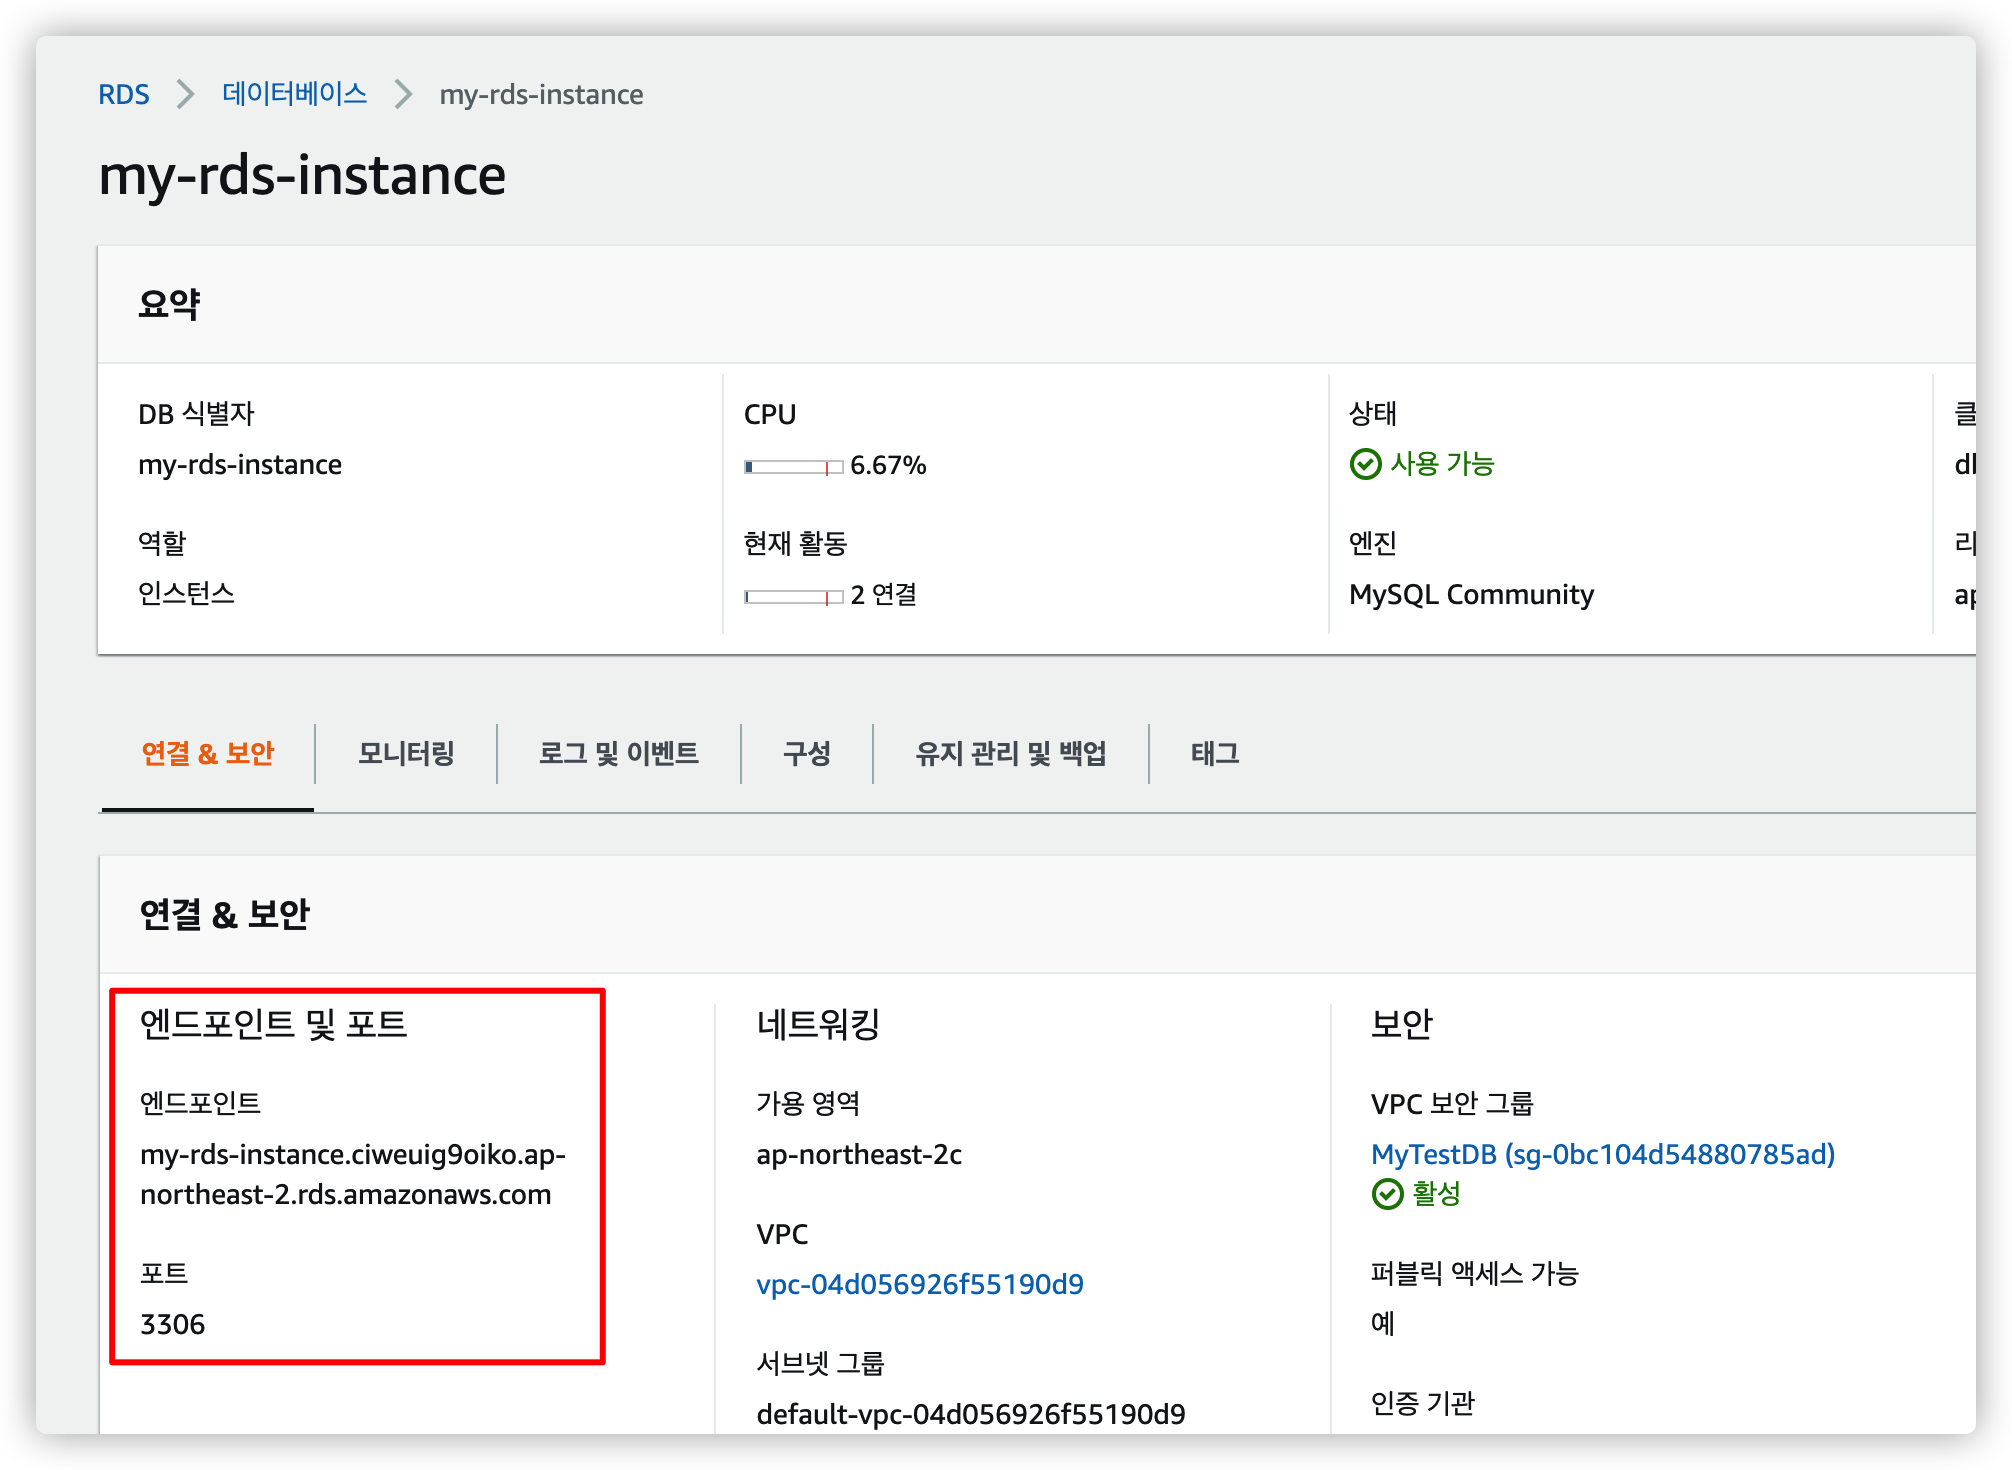 RDS
데이터베이스
my-rds-instance
my-rds-instance
요약
DB 식별자
my-rds-instance
역할
인스턴스
CPU
6.67%
현재 활동
2 연결
상태
사용 가능
엔진
MySQL Community
연결 & 보안
모니터링
로그 및 이벤트
구성
유지 관리 및 백업
태그
연결 & 보안
엔드포인트 및 포트
엔드포인트
my-rds-instance.ciweuig9oiko.ap-
northeast-2.rds.amazonaws.com
포트
3306
네트워킹
가용 영역
ap-northeast-2c
VPC
vpc-04d056926f55190d9
서브넷 그룹
default-vpc-04d056926f55190d9
보안
VPC 보안 그룹
MyTestDB (sg-0bc104d54880785ad)
활성
퍼블릭 액세스 가능
예
인증 기관